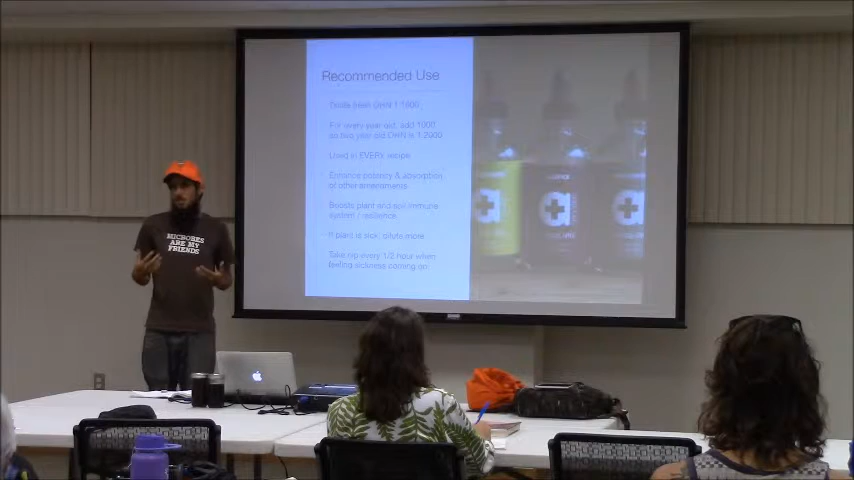 Recommended Use
Dilute fresh OHN 1:1000
For every year old, add 1000
so two year old OHN is 1:2000
Used in EVERY recipe
Enhance potency & absorption
of other amendments
Boosts plant and soil immune
system / resilience
If plant is sick, dilute more
Take nip every 1/2 hour when
feeling sickness coming on
MICROBES
ARE MY
FRIENDS